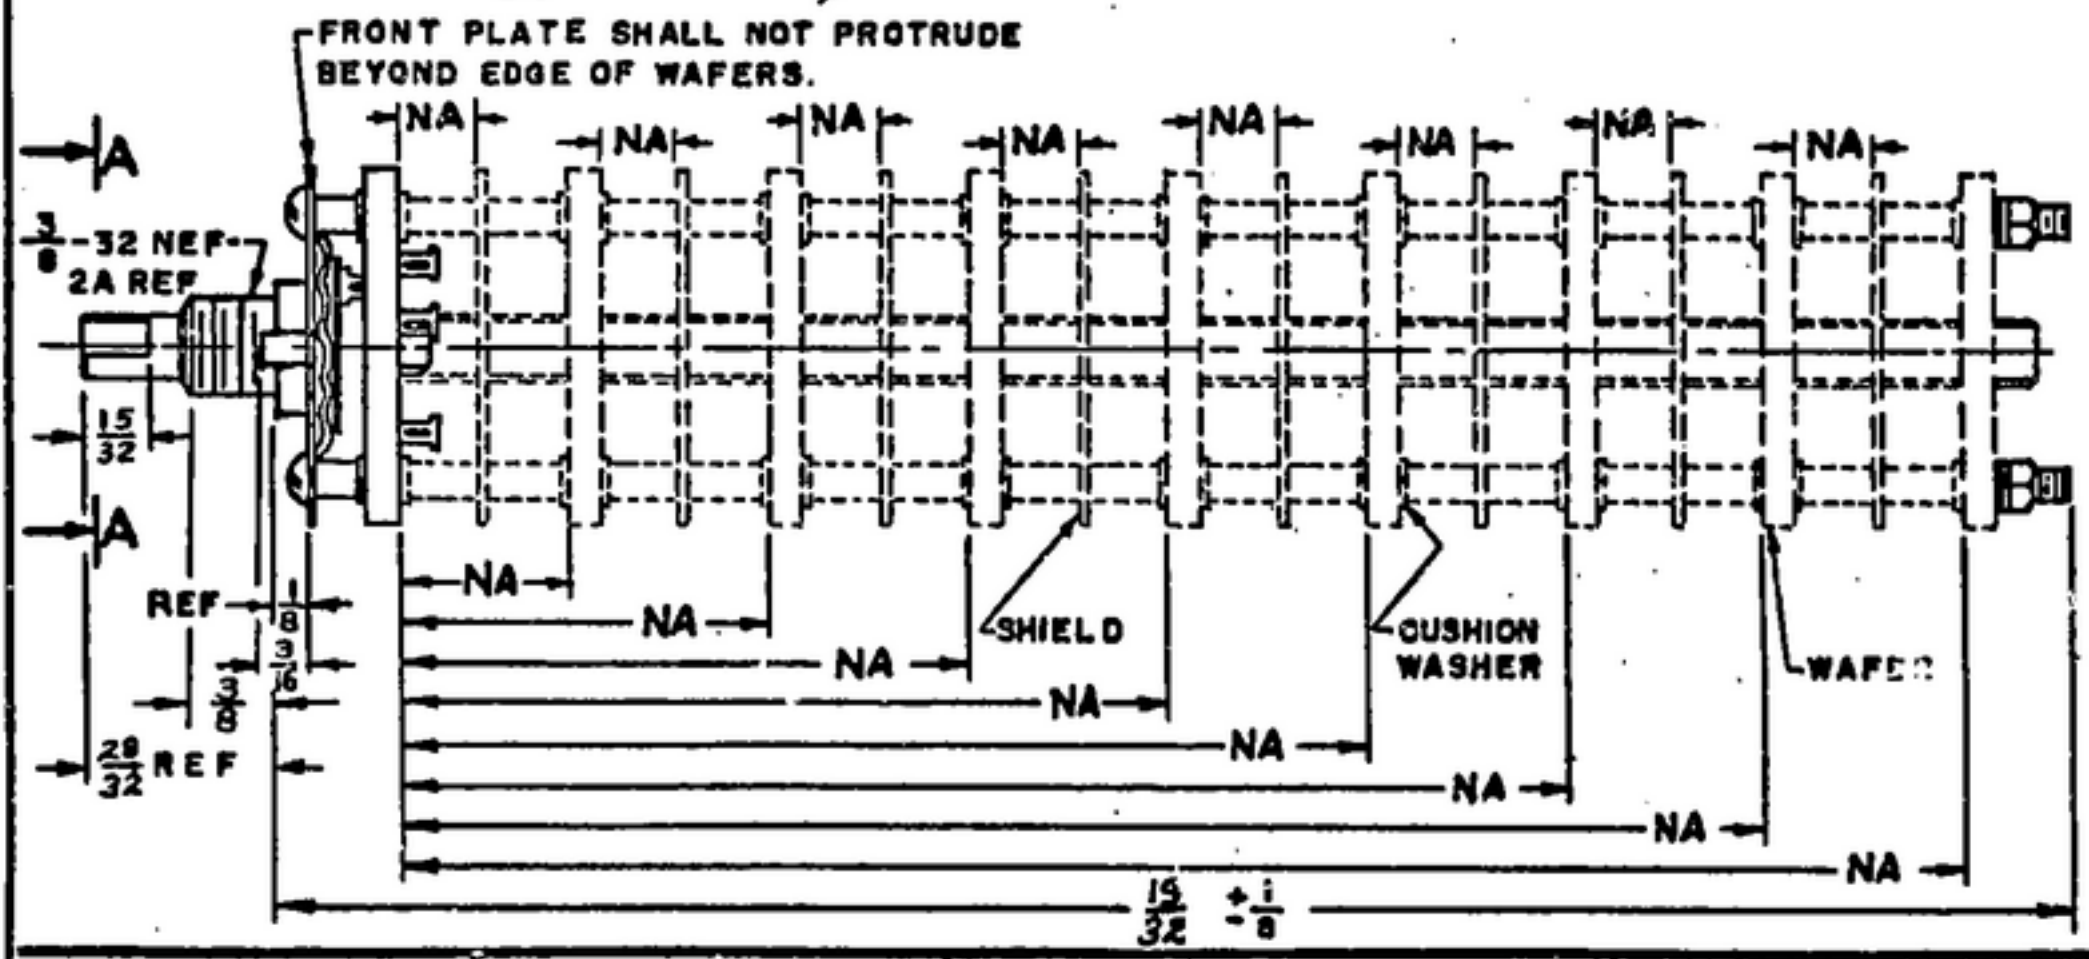 FRONT PLATE SHALL NOT PROTRUDE
BEYOND EDGE OF WAFERS.
NA NA NA NA
NA NA NA NA
A
3/8-32 NEF-
2A REF
15/32
A
NA
REF 1/8
NA
SHIELD
CUSHION
WASHER
WAFER
3/16
NA
3/8
NA
NA
REF
NA
NA
NA
± 1/8